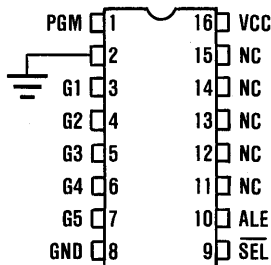 PGM 1 16 VCC
2 15 NC
G1 3 14 NC
G2 4 13 NC
G3 5 12 NC
G4 6 11 NC
G5 7 10 ALE
GND 8 9 S̅E̅L̅